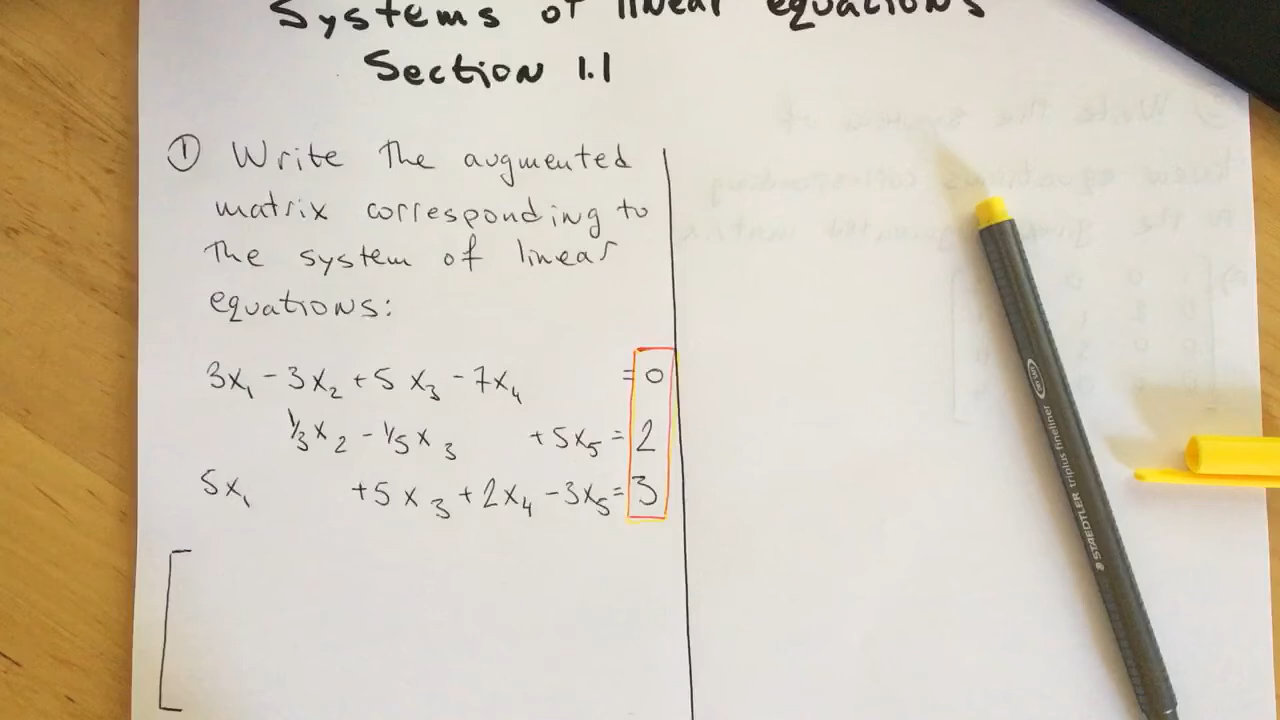 Systems of linear equations
Section 1.1
① Write the augmented
matrix corresponding to
the system of linear
equations:
3x₁ - 3x₂ + 5x₃ - 7x₄ = 0
⅓x₂ - ⅕x₃ + 5x₅ = 2
5x₁ + 5x₃ + 2x₄ - 3x₅ = 3
[
STAEDTLER triplus fineliner